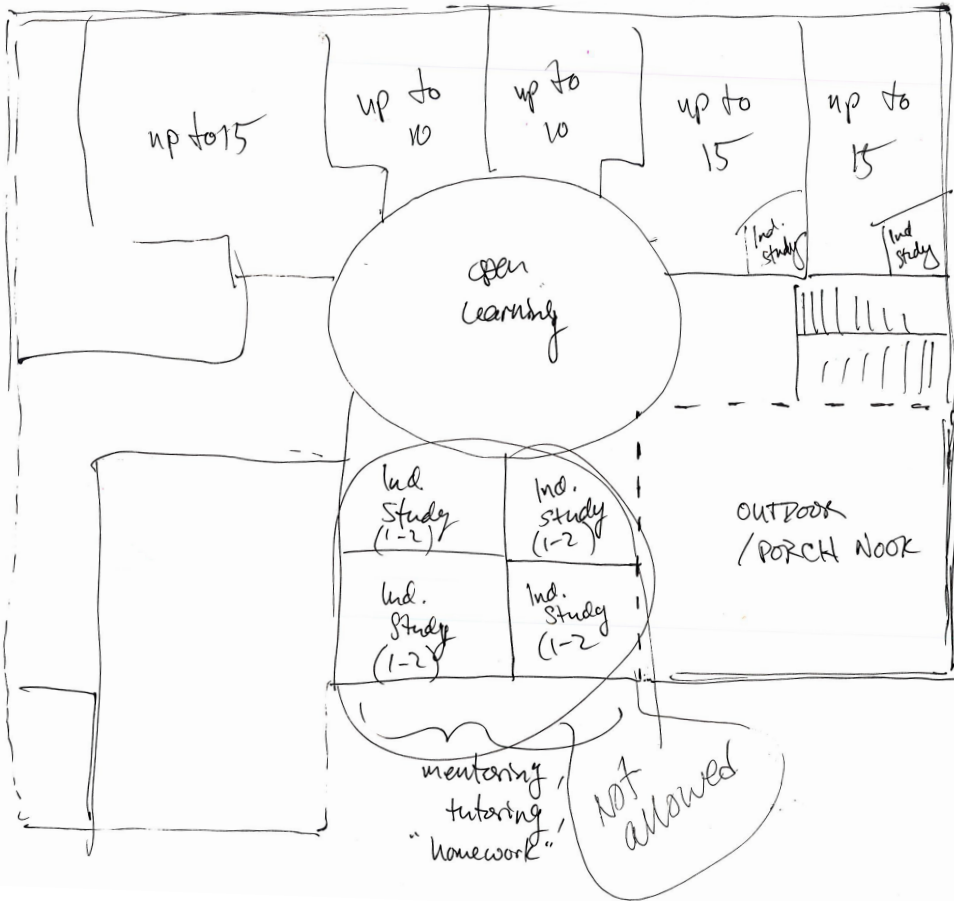 up to 15
up to
10
up to
10
up to
15
up to
15
Ind.
study
Ind
study
open
learning
Ind.
Study
(1-2)
Ind.
Study
(1-2)
OUTDOOR
/PORCH NOOK
Ind.
Study
(1-2)
Ind.
Study
(1-2
mentoring,
tutoring,
"homework"
NOT
allowed